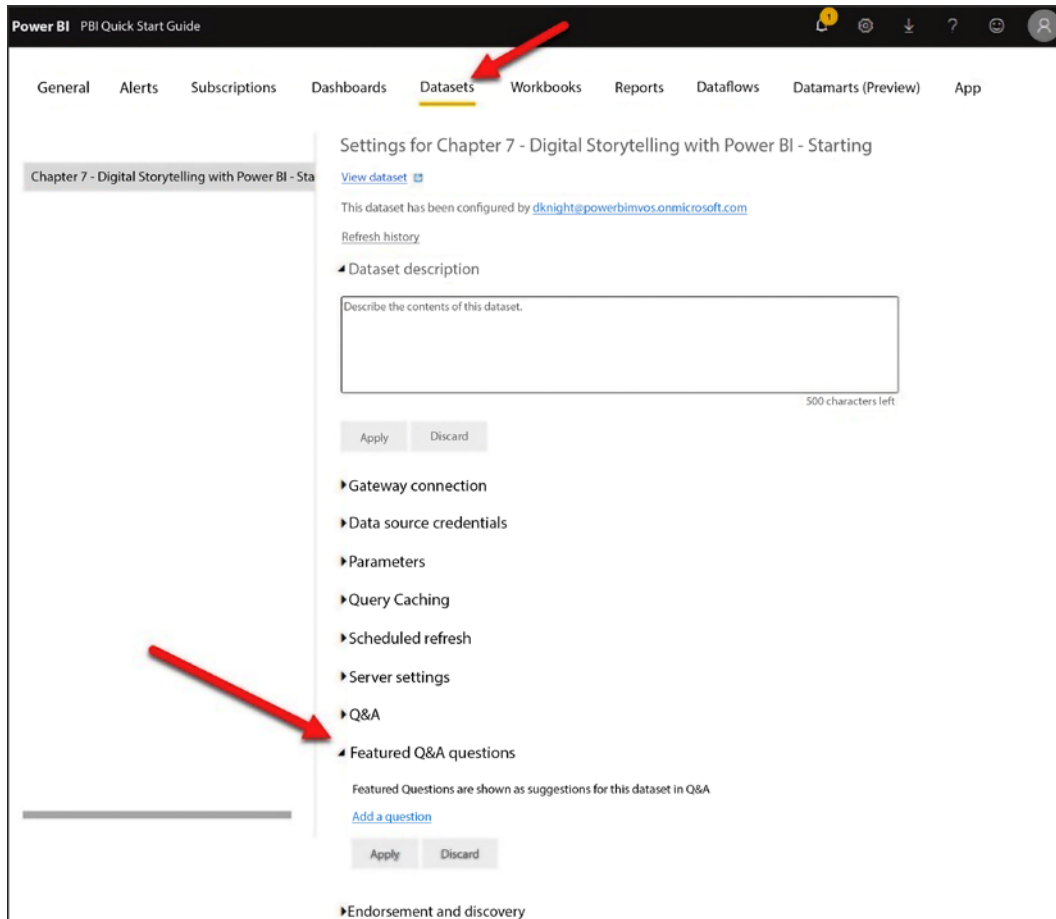 Power BI PBI Quick Start Guide 1 ?
General Alerts Subscriptions Dashboards Datasets Workbooks Reports Dataflows Datamarts (Preview) App
Settings for Chapter 7 - Digital Storytelling with Power BI - Starting
Chapter 7 - Digital Storytelling with Power BI - Sta
View dataset
This dataset has been configured by dknight@powerbimvos.onmicrosoft.com
Refresh history
Dataset description
Describe the contents of this dataset.
500 characters left
Apply Discard
Gateway connection
Data source credentials
Parameters
Query Caching
Scheduled refresh
Server settings
Q&A
Featured Q&A questions
Featured Questions are shown as suggestions for this dataset in Q&A
Add a question
Apply Discard
Endorsement and discovery